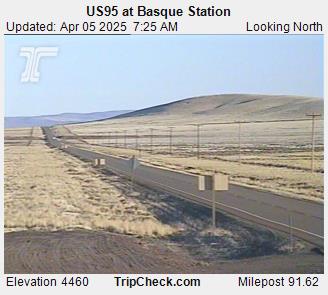 US95 at Basque Station
Updated: Apr 05 2025 7:25 AM Looking North
Elevation 4460 TripCheck.com Milepost 91.62